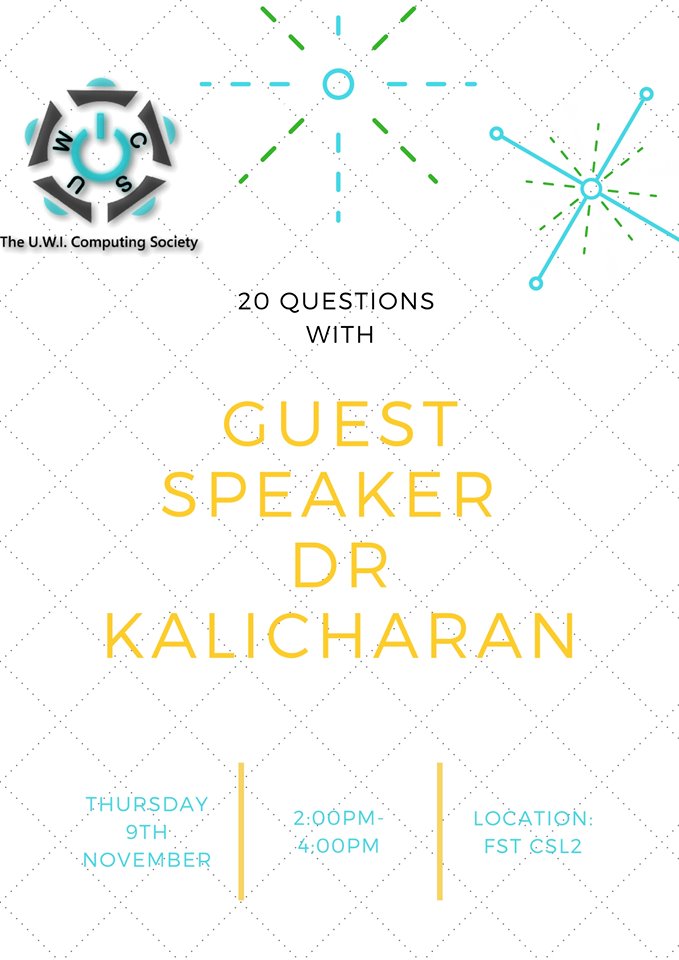 M C
U S
The U.W.I. Computing Society
20 QUESTIONS
WITH
GUEST
SPEAKER
DR
KALICHARAN
THURSDAY
9TH
NOVEMBER
2:00PM-
4:00PM
LOCATION:
FST CSL2